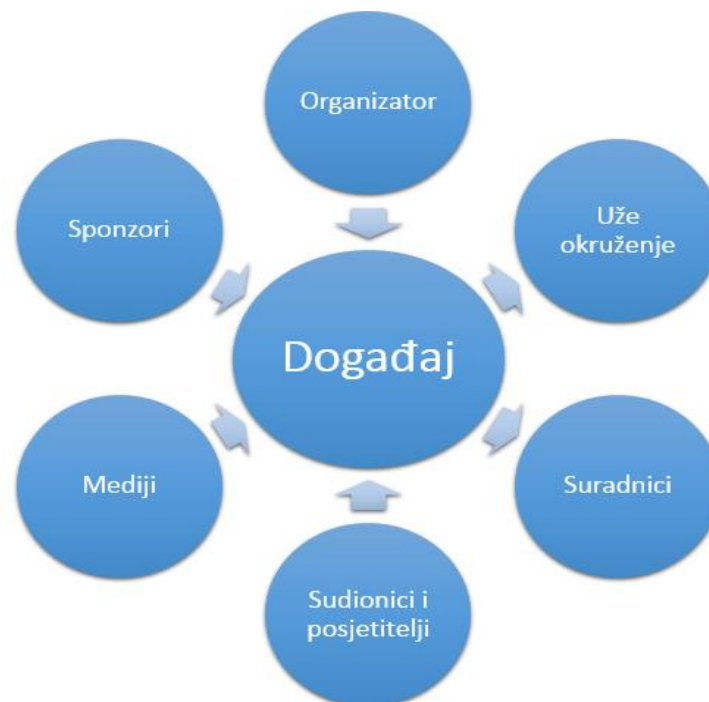 Organizator
Sponzori
Uže
okruženje
Događaj
Mediji
Suradnici
Sudionici i
posjetitelji